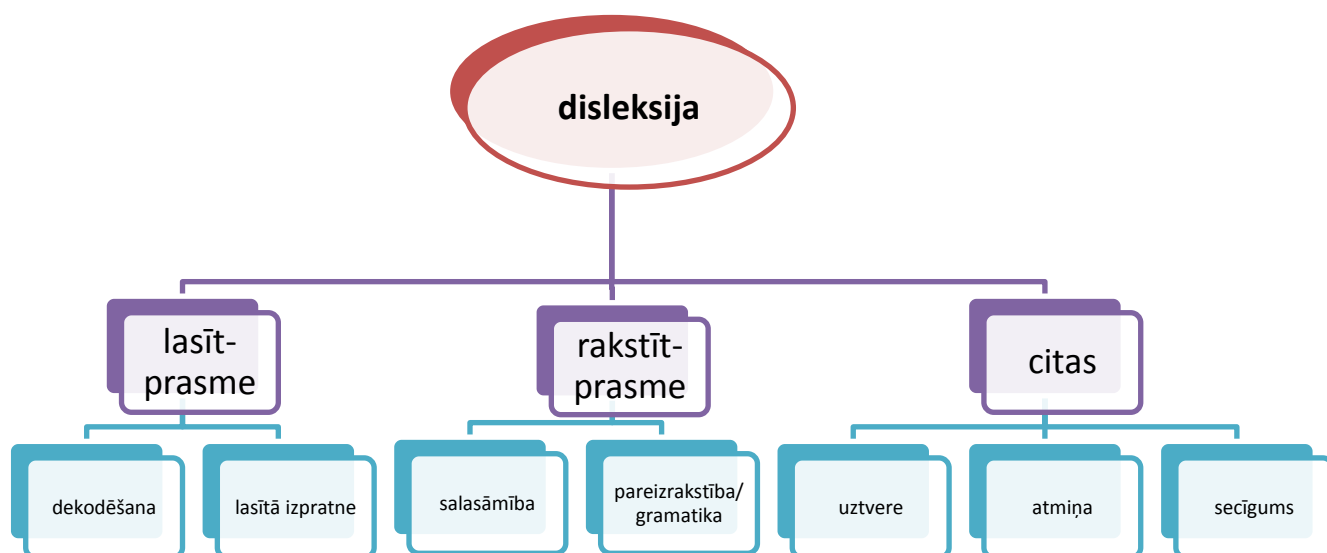 disleksija
lasīt-
prasme
rakstīt-
prasme
citas
dekodēšana
lasītā izpratne
salasāmība
pareizrakstība/
gramatika
uztvere
atmiņa
secīgums